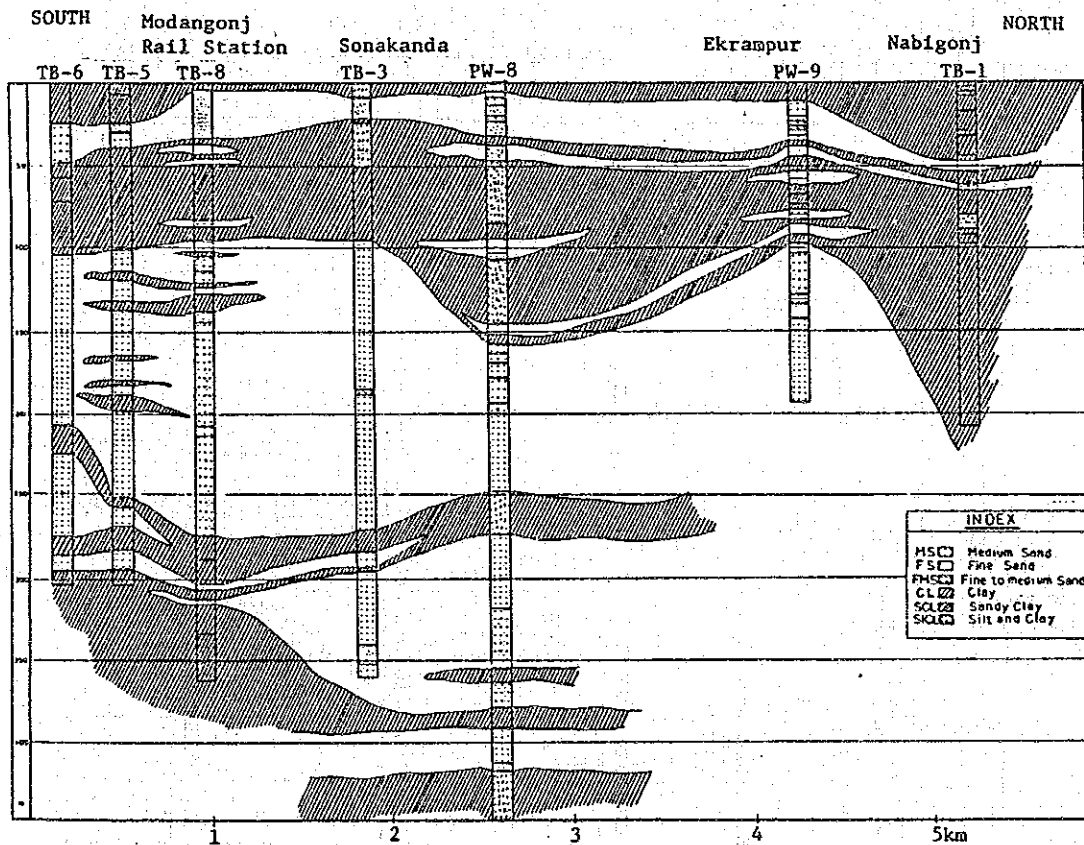 SOUTH
NORTH
Modangonj
Rail Station
Sonakanda
Ekrampur
Nabigonj
TB-6
TB-5
TB-8
TB-3
PW-8
PW-9
TB-1
INDEX
MS Medium Sand
FS Fine Sand
FMS Fine to medium Sand
CL Clay
SCL Sandy Clay
SICL Silt and Clay
1
2
3
4
5km